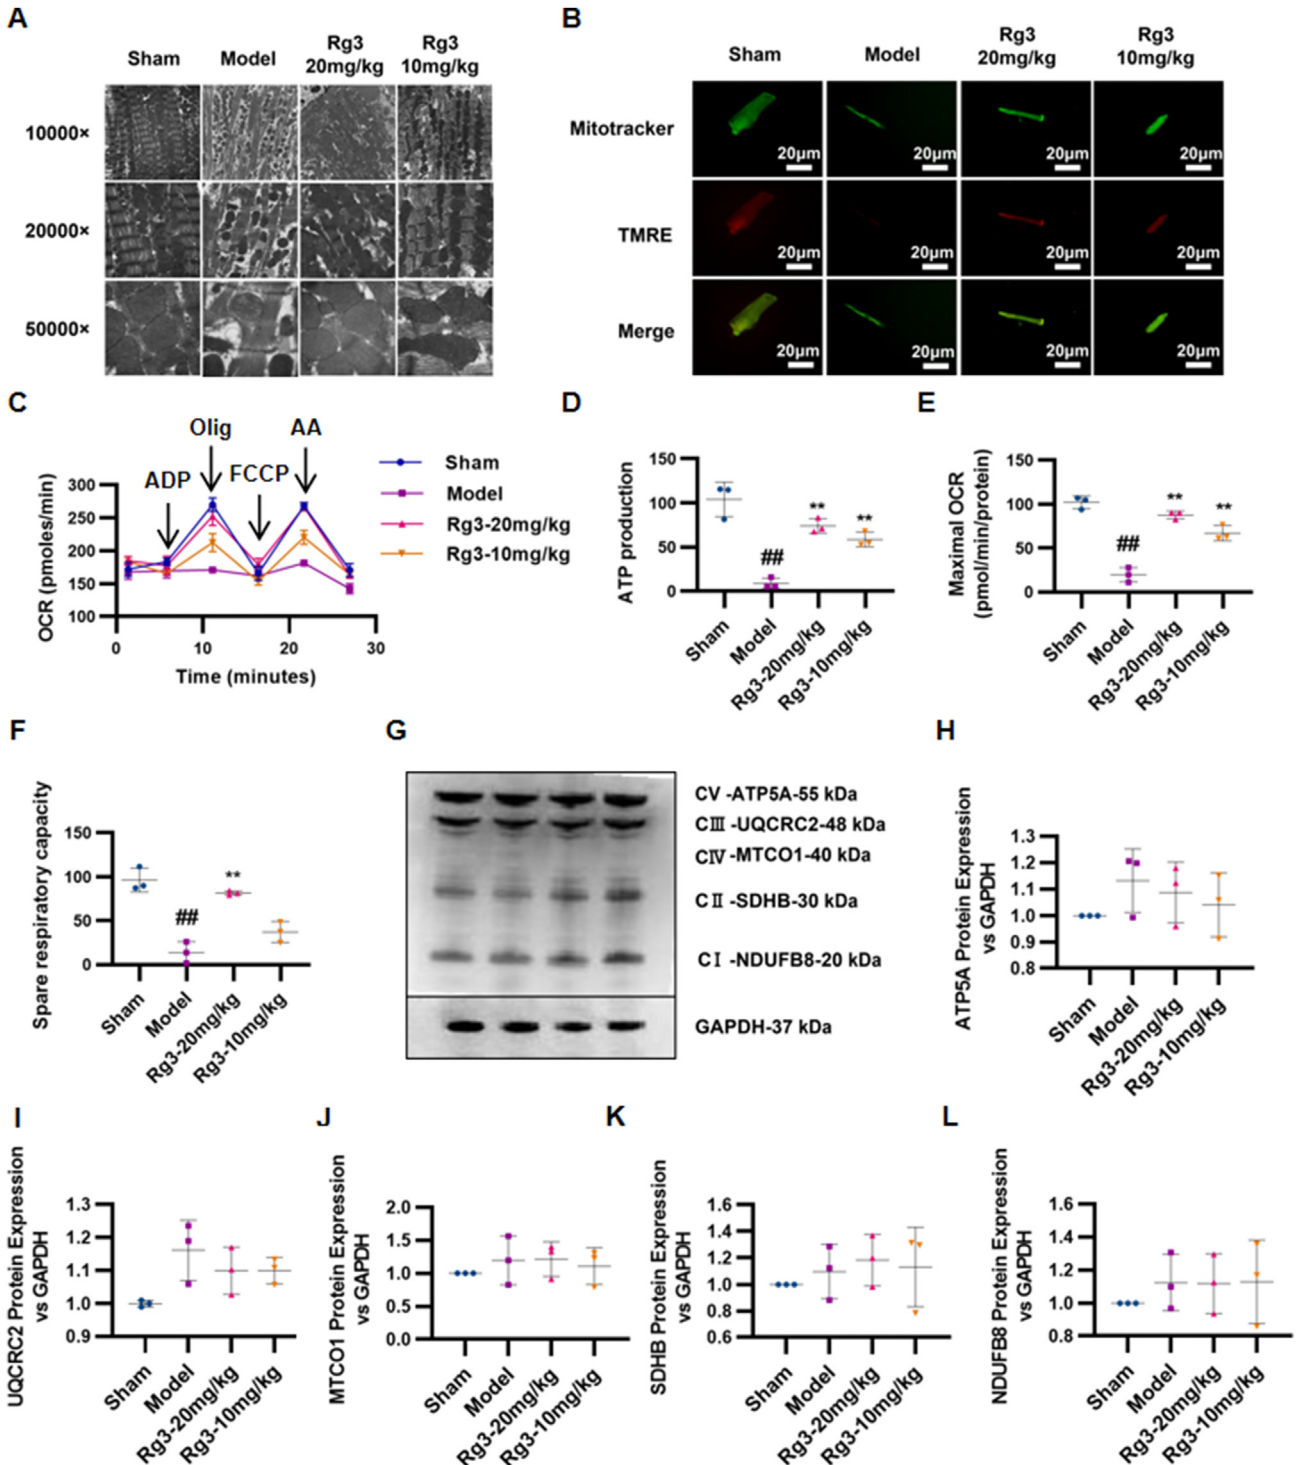 A
Sham
Model
Rg3
20mg/kg
Rg3
10mg/kg
10000×
20000×
50000×
B
Sham
Model
Rg3
20mg/kg
Rg3
10mg/kg
Mitotracker
20μm
20μm
20μm
20μm
TMRE
20μm
20μm
20μm
20μm
Merge
20μm
20μm
20μm
20μm
C
OCR (pmoles/min)
300
250
200
150
100
0
10
20
30
Time (minutes)
ADP
Olig
FCCP
AA
Sham
Model
Rg3-20mg/kg
Rg3-10mg/kg
D
ATP production
150
100
50
0
##
**
**
Sham
Model
Rg3-20mg/kg
Rg3-10mg/kg
E
Maximal OCR
(pmol/min/protein)
150
100
50
0
##
**
**
Sham
Model
Rg3-20mg/kg
Rg3-10mg/kg
F
Spare respiratory capacity
150
100
50
0
##
**
Sham
Model
Rg3-20mg/kg
Rg3-10mg/kg
G
CV -ATP5A-55 kDa
CⅢ-UQCRC2-48 kDa
CⅣ-MTCO1-40 kDa
CⅡ-SDHB-30 kDa
CⅠ-NDUFB8-20 kDa
GAPDH-37 kDa
H
ATP5A Protein Expression
vs GAPDH
1.3
1.2
1.1
1.0
0.9
0.8
Sham
Model
Rg3-20mg/kg
Rg3-10mg/kg
I
UQCRC2 Protein Expression
vs GAPDH
1.3
1.2
1.1
1.0
0.9
Sham
Model
Rg3-20mg/kg
Rg3-10mg/kg
J
MTCO1 Protein Expression
vs GAPDH
2.0
1.5
1.0
0.5
0.0
Sham
Model
Rg3-20mg/kg
Rg3-10mg/kg
K
SDHB Protein Expression
vs GAPDH
1.6
1.4
1.2
1.0
0.8
0.6
Sham
Model
Rg3-20mg/kg
Rg3-10mg/kg
L
NDUFB8 Protein Expression
vs GAPDH
1.6
1.4
1.2
1.0
0.8
Sham
Model
Rg3-20mg/kg
Rg3-10mg/kg